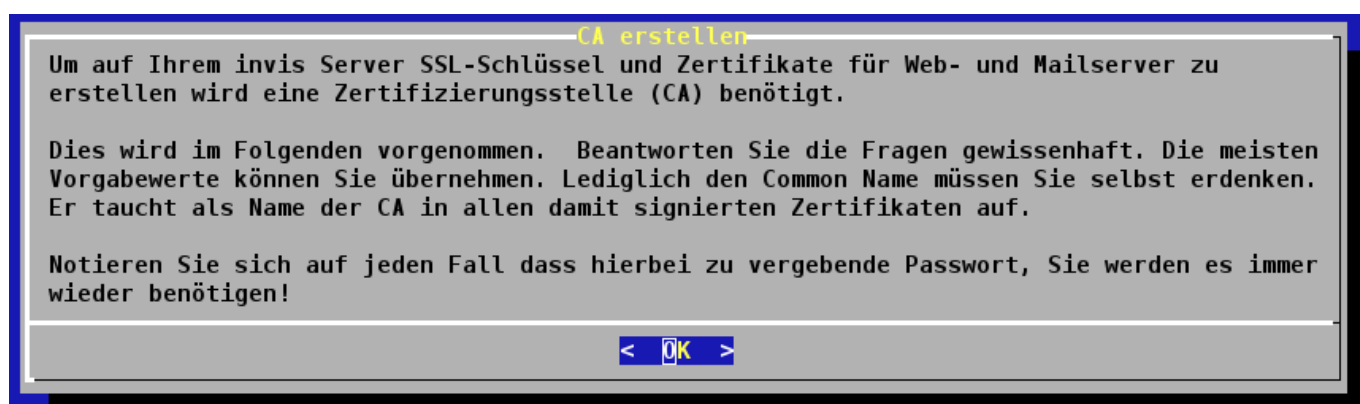 CA erstellen
Um auf Ihrem invis Server SSL-Schlüssel und Zertifikate für Web- und Mailserver zu
erstellen wird eine Zertifizierungsstelle (CA) benötigt.
Dies wird im Folgenden vorgenommen.  Beantworten Sie die Fragen gewissenhaft. Die meisten
Vorgabewerte können Sie übernehmen. Lediglich den Common Name müssen Sie selbst erdenken.
Er taucht als Name der CA in allen damit signierten Zertifikaten auf.
Notieren Sie sich auf jeden Fall dass hierbei zu vergebende Passwort, Sie werden es immer
wieder benötigen!
<  OK  >